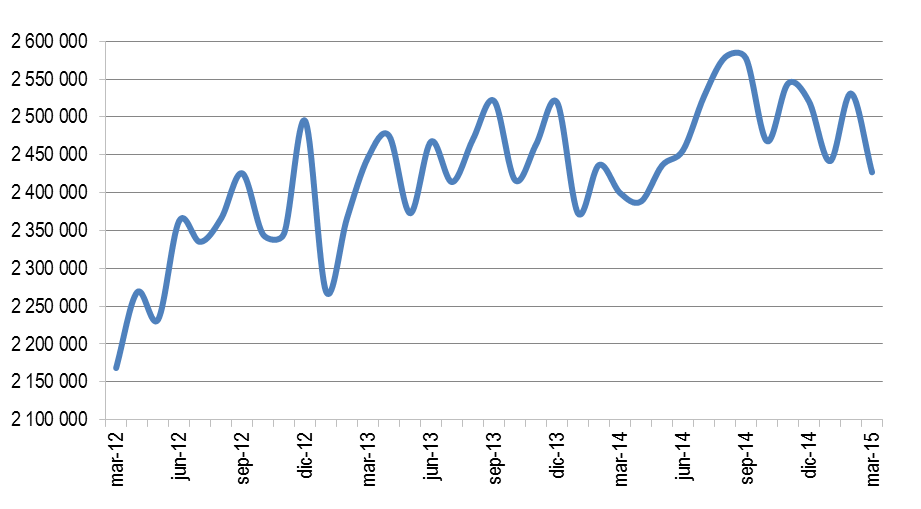 2 600 000
2 550 000
2 500 000
2 450 000
2 400 000
2 350 000
2 300 000
2 250 000
2 200 000
2 150 000
2 100 000
mar-12
jun-12
sep-12
dic-12
mar-13
jun-13
sep-13
dic-13
mar-14
jun-14
sep-14
dic-14
mar-15